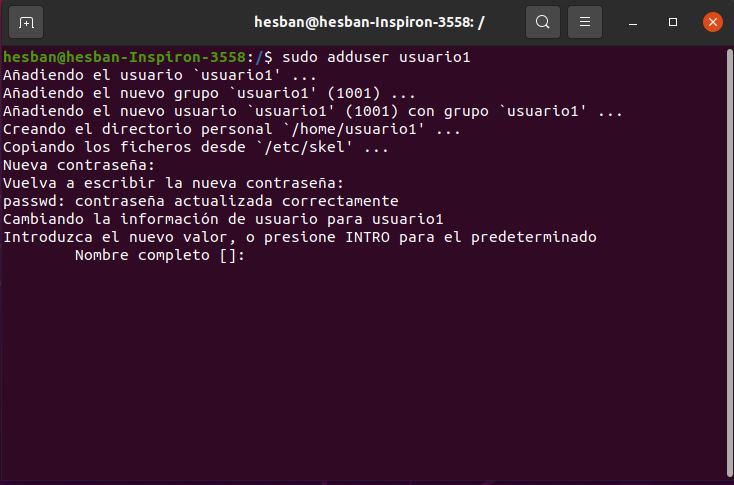 hesban@hesban-Inspiron-3558: /
hesban@hesban-Inspiron-3558:/$ sudo adduser usuario1
Añadiendo el usuario `usuario1' ...
Añadiendo el nuevo grupo `usuario1' (1001) ...
Añadiendo el nuevo usuario `usuario1' (1001) con grupo `usuario1' ...
Creando el directorio personal `/home/usuario1' ...
Copiando los ficheros desde `/etc/skel' ...
Nueva contraseña:
Vuelva a escribir la nueva contraseña:
passwd: contraseña actualizada correctamente
Cambiando la información de usuario para usuario1
Introduzca el nuevo valor, o presione INTRO para el predeterminado
        Nombre completo []: